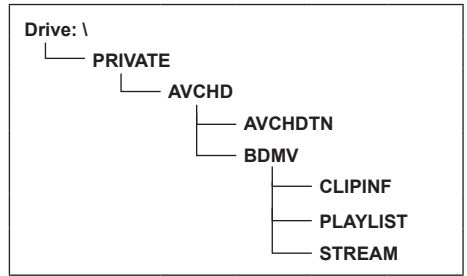 Drive: \
PRIVATE
AVCHD
AVCHDTN
BDMV
CLIPINF
PLAYLIST
STREAM